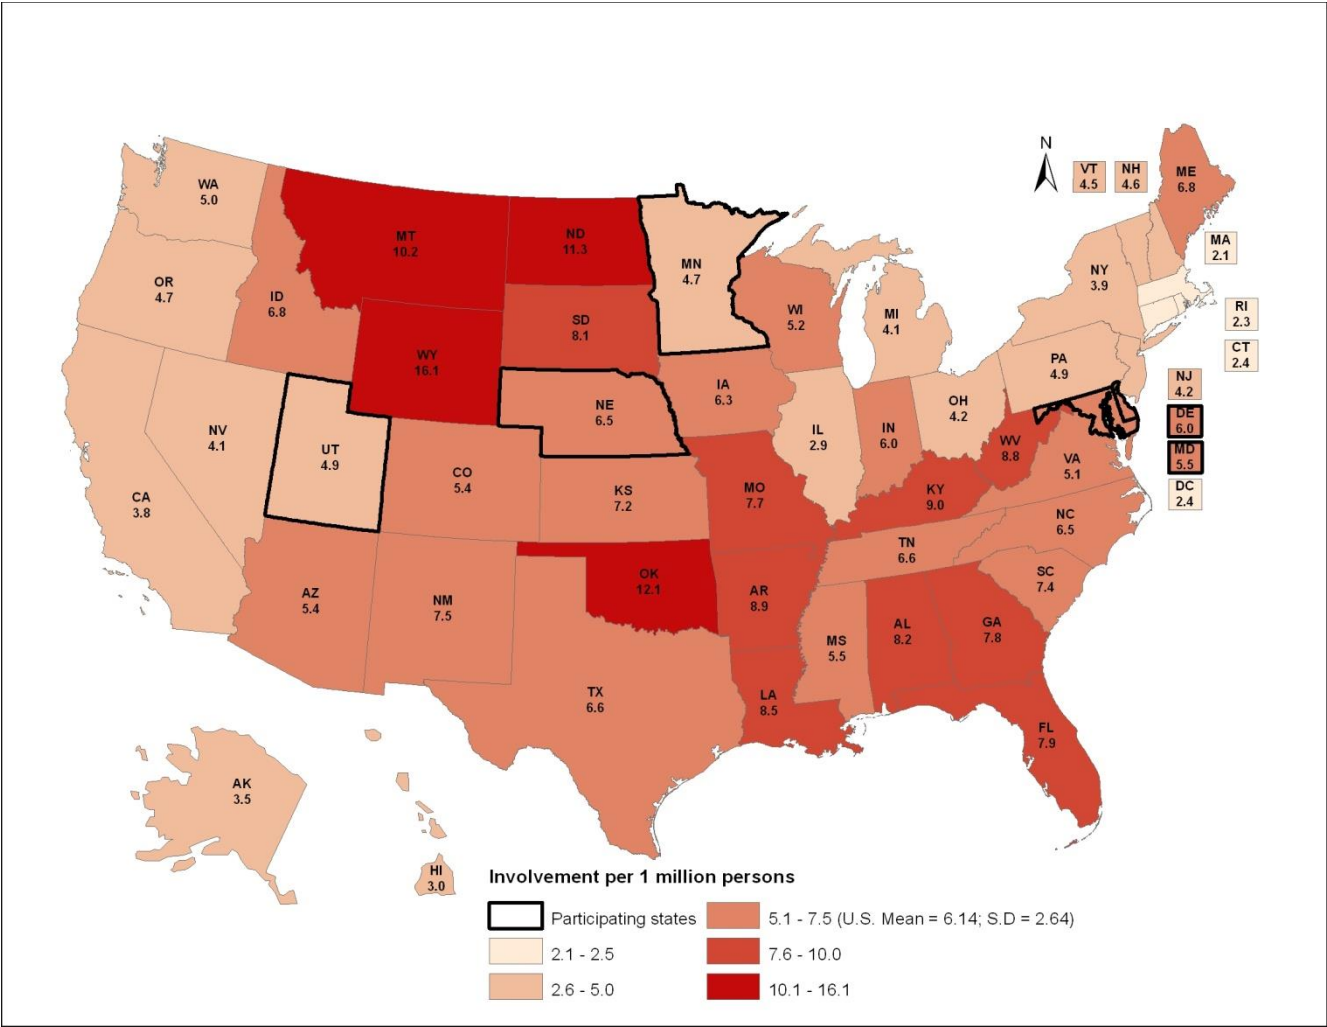 N
VT
4.5
NH
4.6
ME
6.8
WA
5.0
MT
10.2
ND
11.3
MN
4.7
MA
2.1
NY
3.9
OR
4.7
ID
6.8
SD
8.1
WI
5.2
MI
4.1
RI
2.3
WY
16.1
PA
4.9
CT
2.4
IA
6.3
NE
6.5
NJ
4.2
OH
4.2
DE
6.0
NV
4.1
UT
4.9
IL
2.9
IN
6.0
WV
8.8
MD
5.5
VA
5.1
CO
5.4
KS
7.2
MO
7.7
KY
9.0
DC
2.4
CA
3.8
NC
6.5
TN
6.6
OK
12.1
SC
7.4
AZ
5.4
NM
7.5
AR
8.9
MS
5.5
AL
8.2
GA
7.8
TX
6.6
LA
8.5
FL
7.9
AK
3.5
HI
3.0
Involvement per 1 million persons
Participating states
5.1 - 7.5 (U.S. Mean = 6.14; S.D = 2.64)
2.1 - 2.5
7.6 - 10.0
2.6 - 5.0
10.1 - 16.1